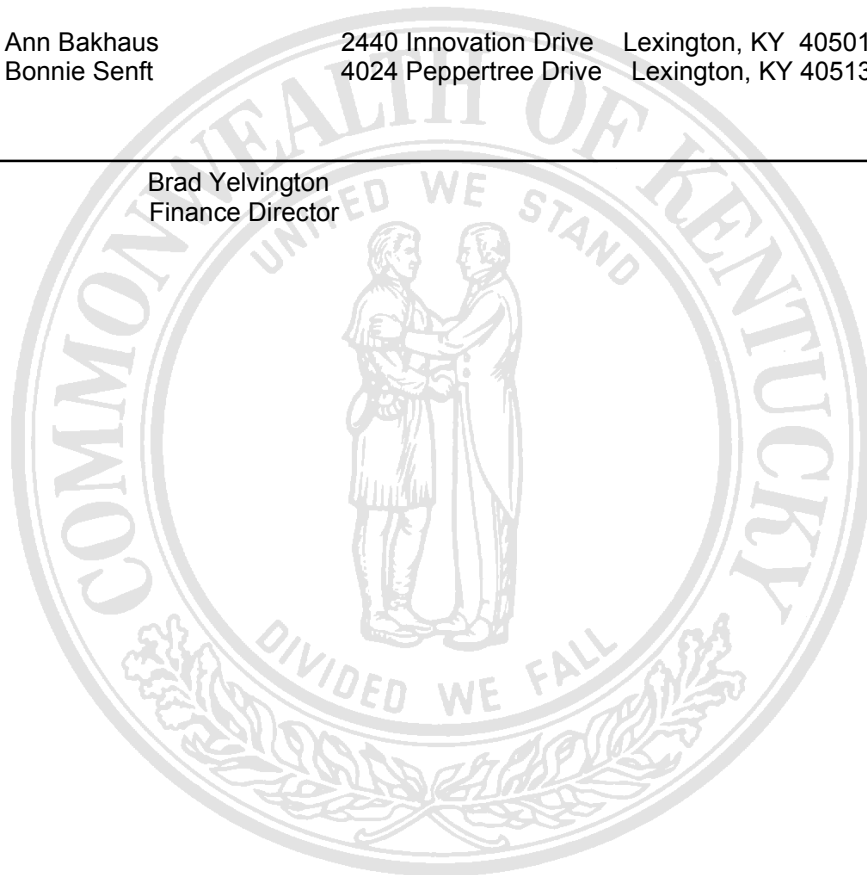 Ann Bakhaus 2440 Innovation Drive Lexington, KY 40501
Bonnie Senft 4024 Peppertree Drive Lexington, KY 40513
Brad Yelvington
Finance Director
COMMONWEALTH OF KENTUCKY
UNITED WE STAND
DIVIDED WE FALL